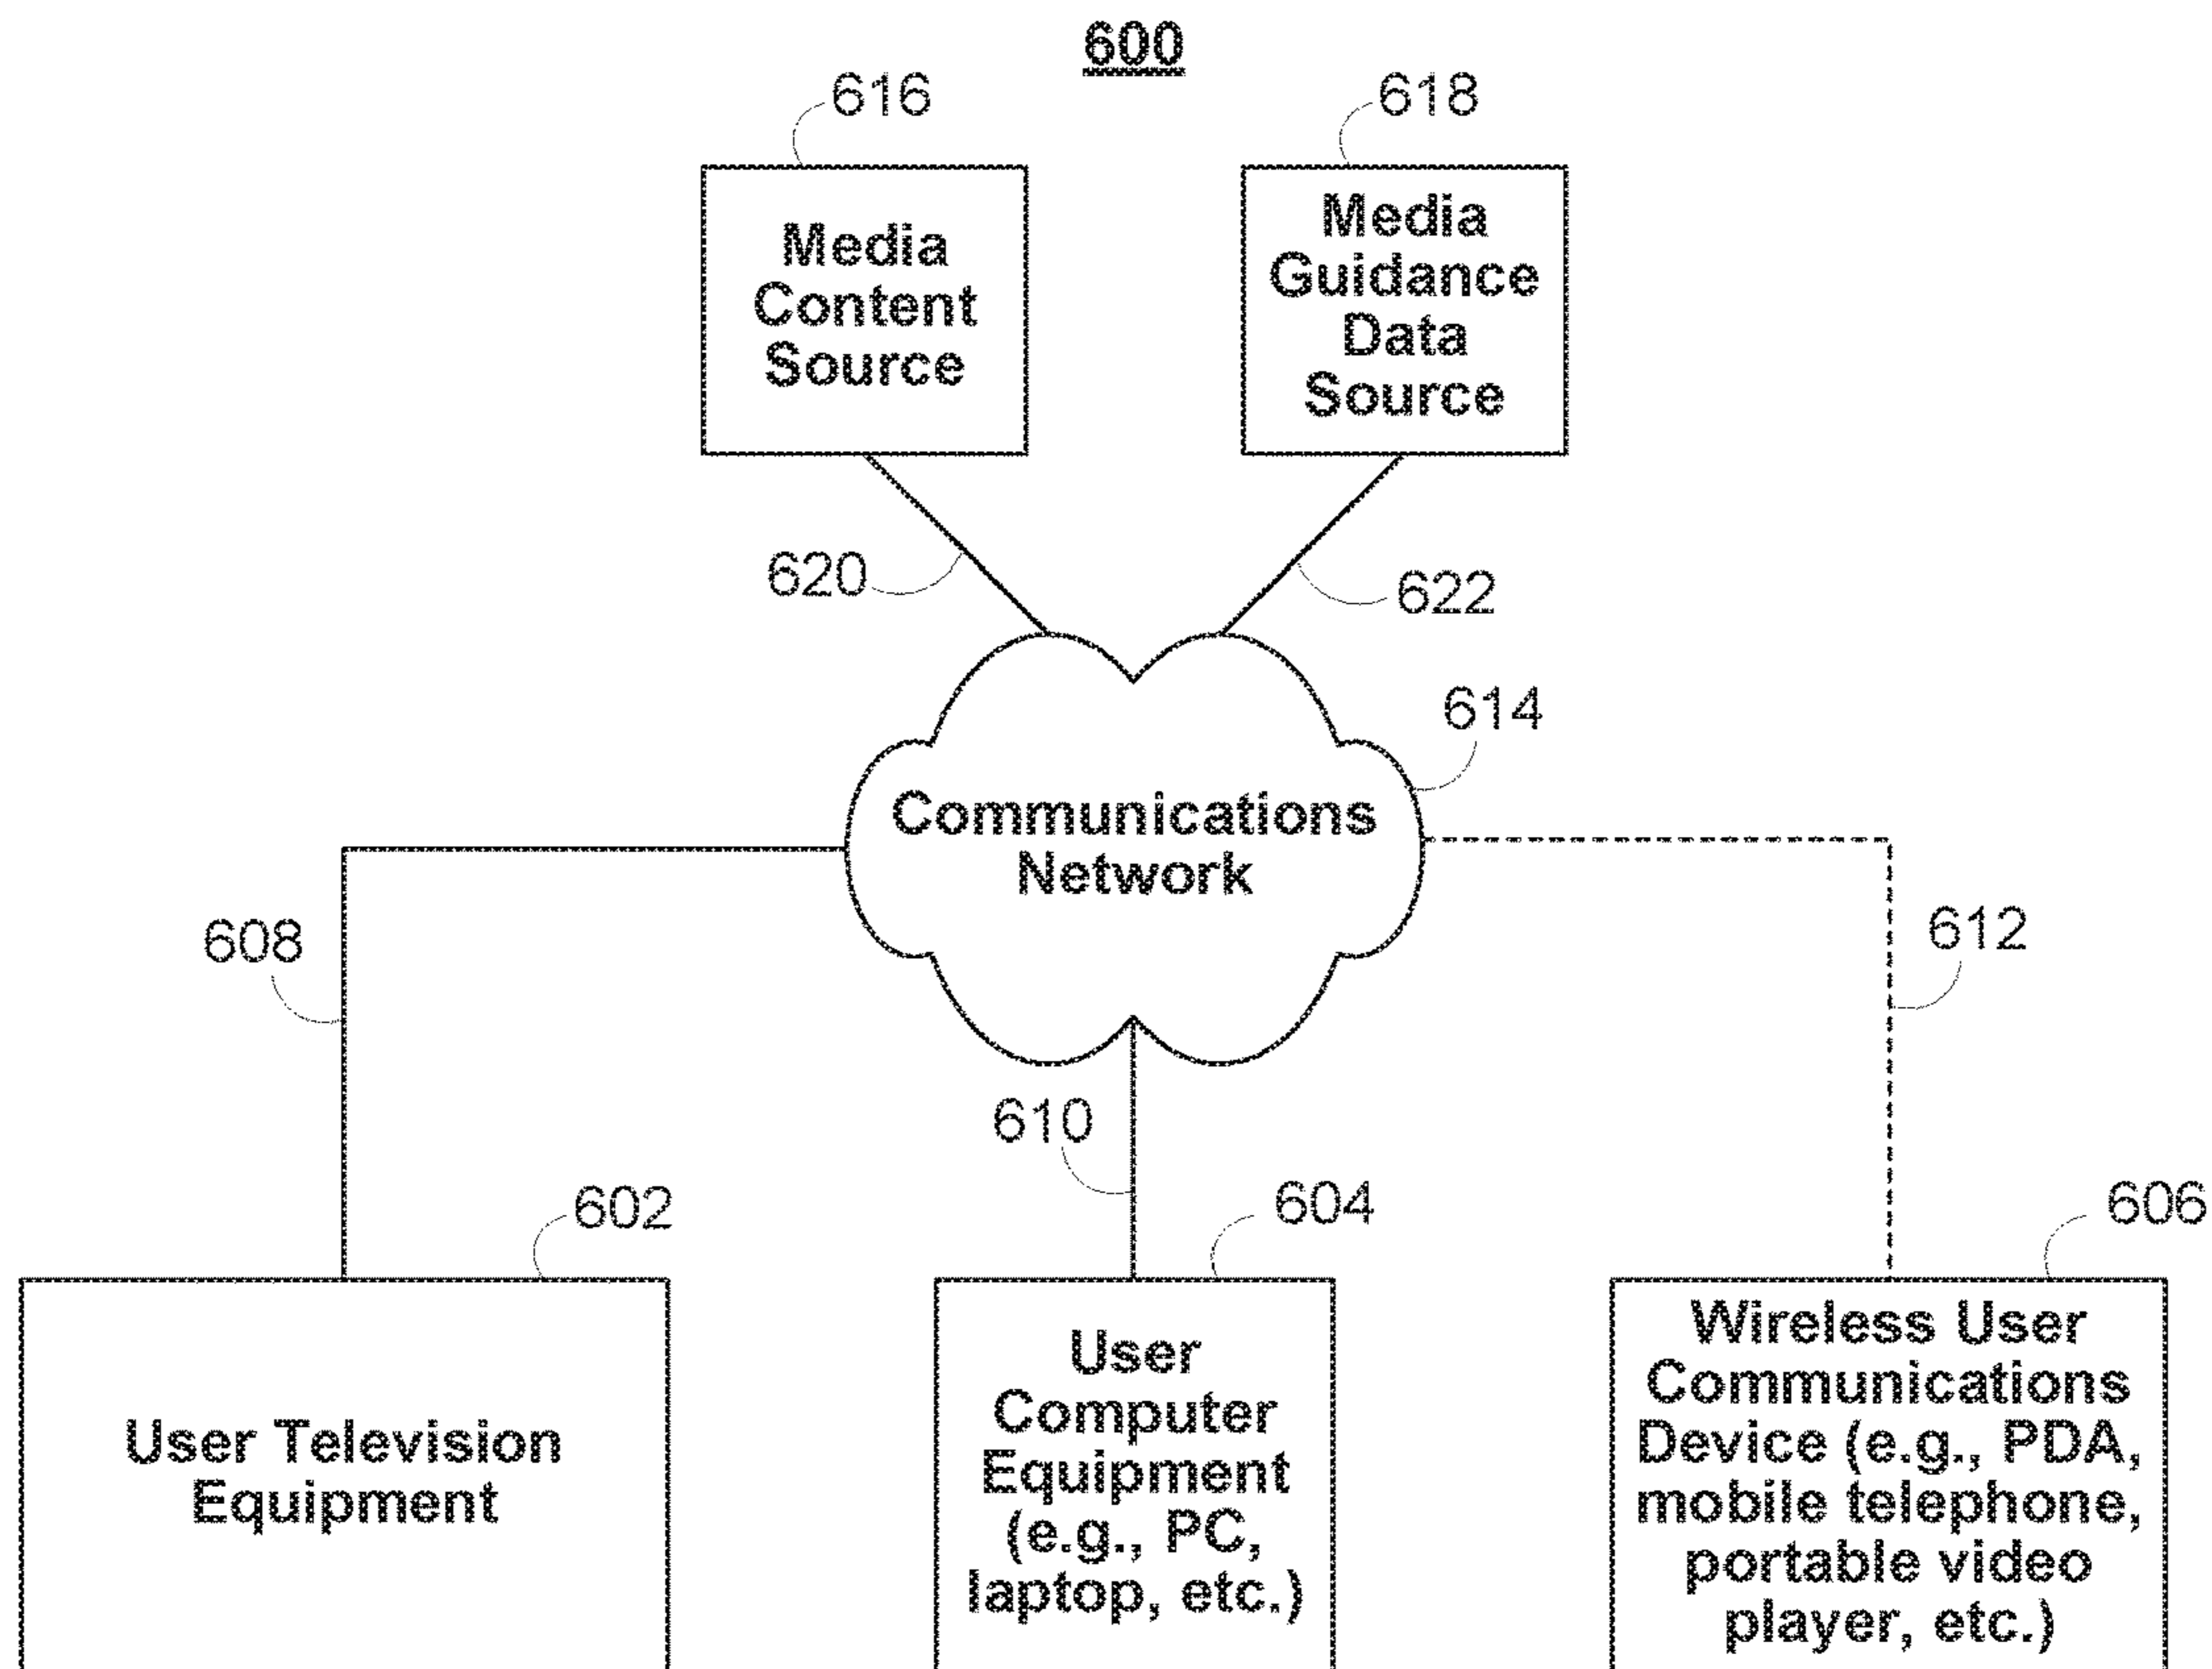 600
616
618
Media
Content
Source
Media
Guidance
Data
Source
620
622
614
Communications
Network
608
612
610
602
604
606
User Television
Equipment
User
Computer
Equipment
(e.g., PC,
laptop, etc.)
Wireless User
Communications
Device (e.g., PDA,
mobile telephone,
portable video
player, etc.)